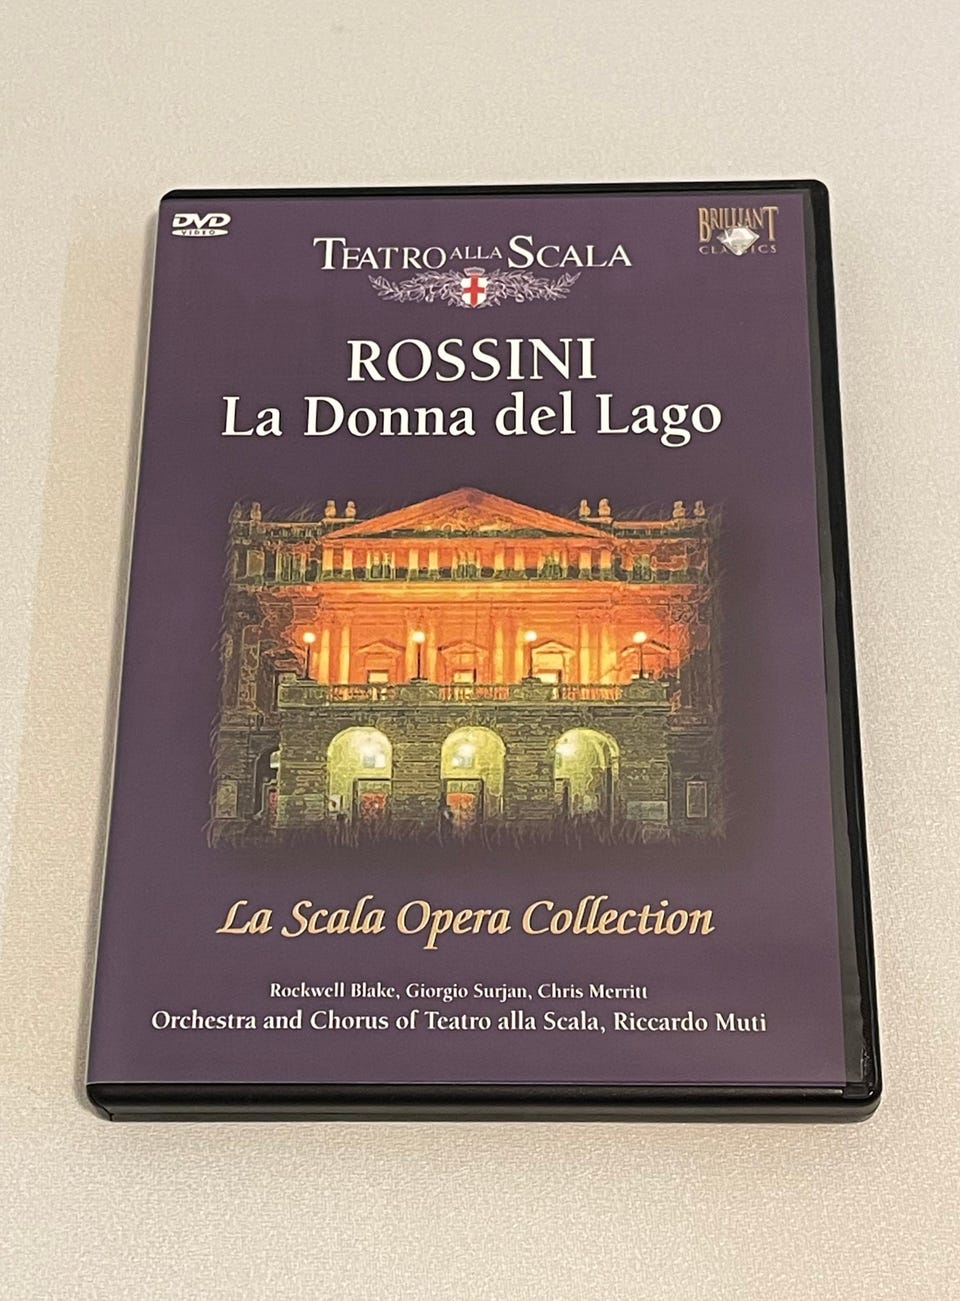 DVD
VIDEO
BRILLIANT
CLASSICS
TEATRO ALLA SCALA
ROSSINI
La Donna del Lago
La Scala Opera Collection
Rockwell Blake, Giorgio Surjan, Chris Merritt
Orchestra and Chorus of Teatro alla Scala, Riccardo Muti